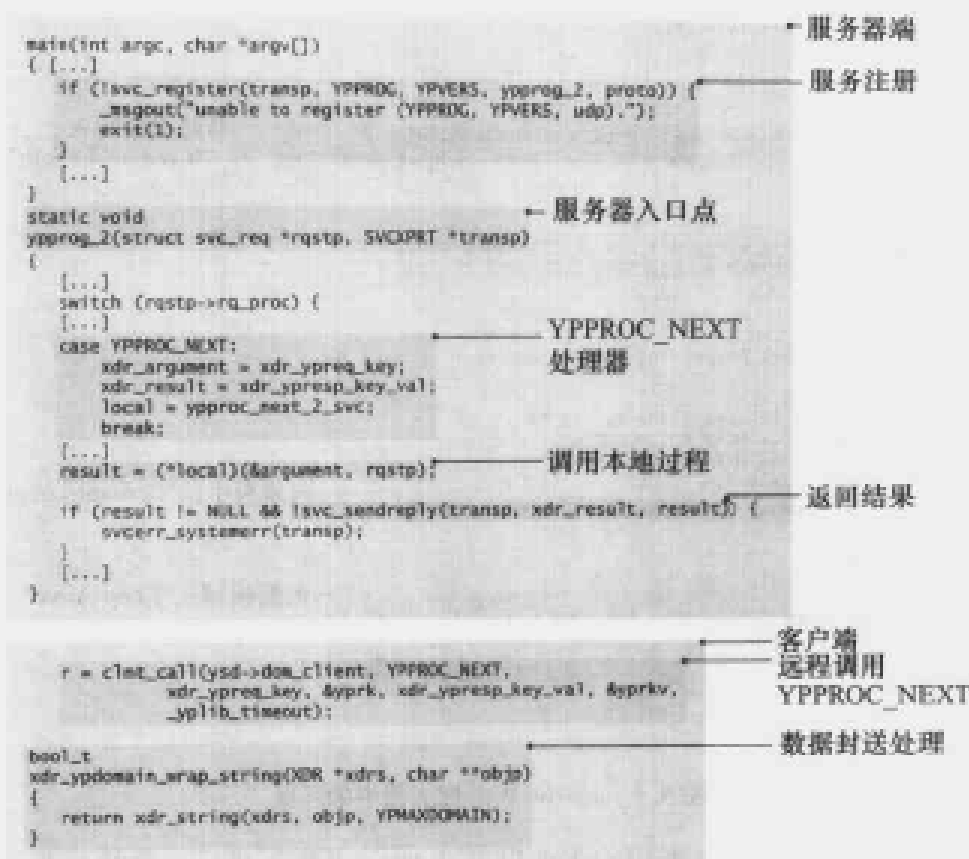 服务器端
main(int argc, char *argv[])
{ [...]
服务注册
if (!svc_register(transp, YPPROG, YPVERS, ypprog_2, proto)) {
_msgout("unable to register (YPPROG, YPVERS, udp).");
exit(1);
}
[...]
}
服务器入口点
static void
ypprog_2(struct svc_req *rqstp, SVCXPRT *transp)
{
[...]
switch (rqstp->rq_proc) {
[...]
case YPPROC_NEXT:
YPPROC_NEXT
处理器
xdr_argument = xdr_ypreq_key;
xdr_result = xdr_ypresp_key_val;
local = ypproc_next_2_svc;
break;
[...]
result = (*local)(&argument, rqstp);
调用本地过程
if (result != NULL && !svc_sendreply(transp, xdr_result, result)) {
返回结果
svcerr_systemerr(transp);
}
[...]
}
客户端
r = clnt_call(ysd->dom_client, YPPROC_NEXT,
远程调用
YPPROC_NEXT
xdr_ypreq_key, &yprk, xdr_ypresp_key_val, &yprkv,
_yplib_timeout);
数据封送处理
bool_t
xdr_ypdomain_wrap_string(XDR *xdrs, char **objp)
{
return xdr_string(xdrs, objp, YPMAXDOMAIN);
}